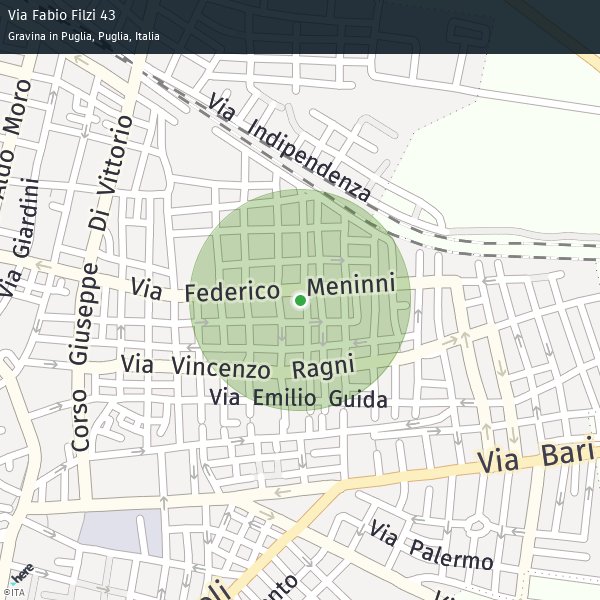 Via Fabio Filzi 43
Gravina in Puglia, Puglia, Italia
Via Indipendenza
Aldo Moro
Via Giardini
Corso Giuseppe Di Vittorio
Via Federico Meninni
Via Vincenzo Ragni
Via Emilio Guida
Via Bari
Via Palermo
here
©ITA